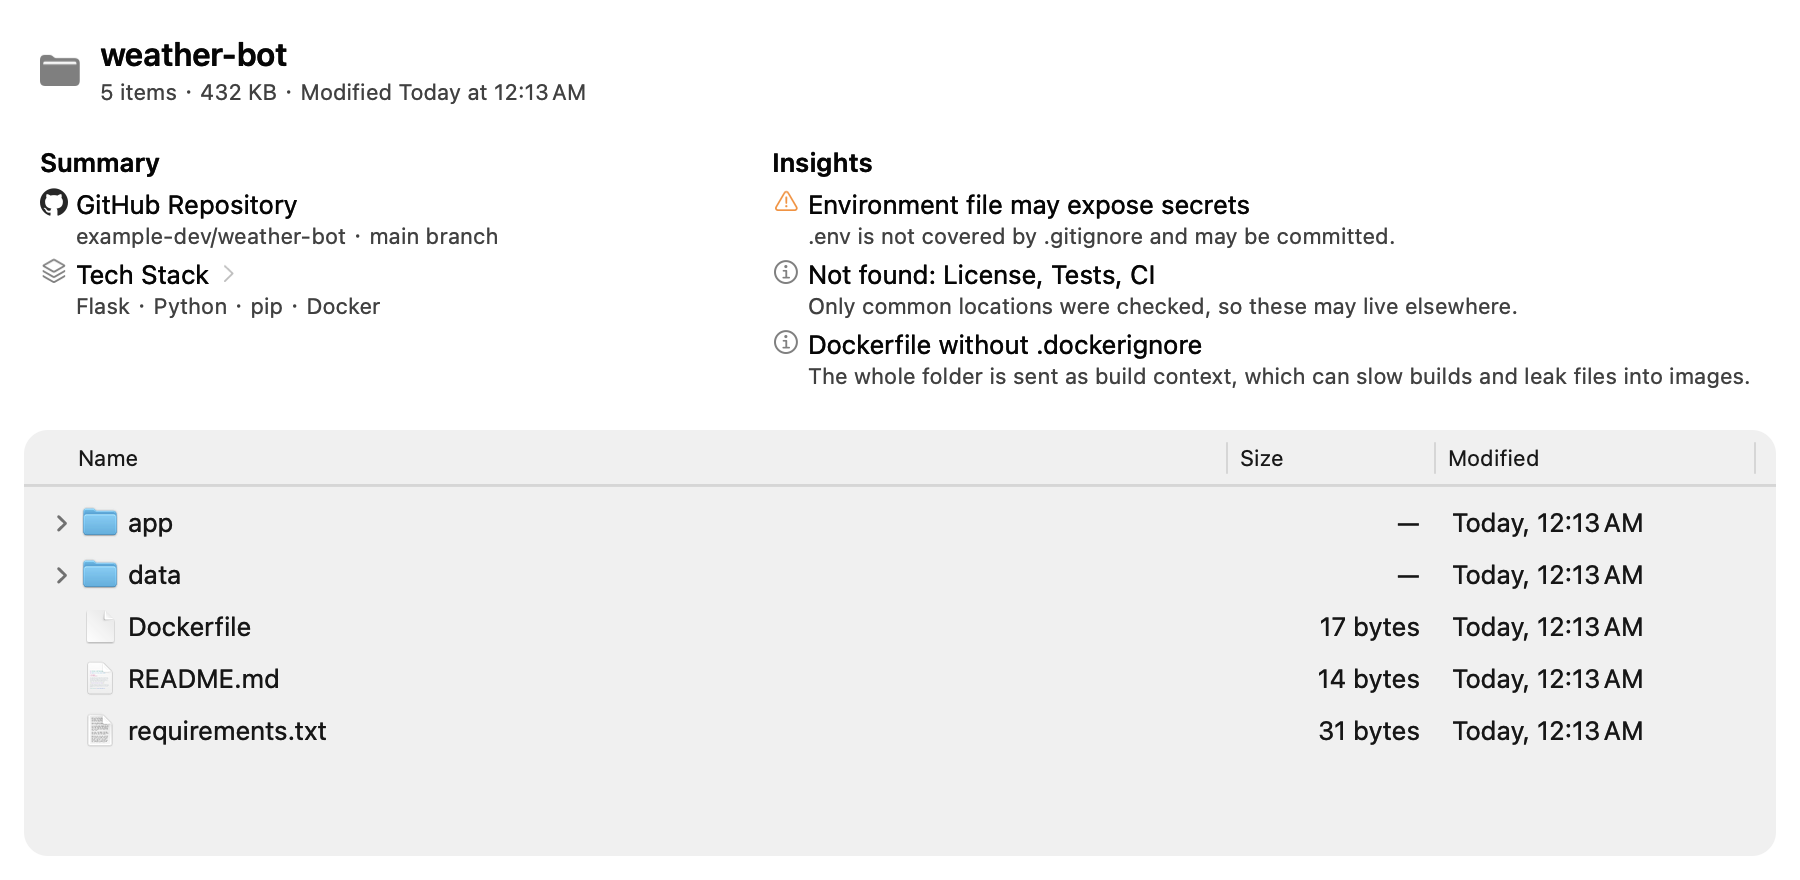 weather-bot
5 items · 432 KB · Modified Today at 12:13 AM
Summary
GitHub Repository
example-dev/weather-bot · main branch
Tech Stack
Flask · Python · pip · Docker
Insights
Environment file may expose secrets
.env is not covered by .gitignore and may be committed.
Not found: License, Tests, CI
Only common locations were checked, so these may live elsewhere.
Dockerfile without .dockerignore
The whole folder is sent as build context, which can slow builds and leak files into images.
Name Size Modified
app — Today, 12:13 AM
data — Today, 12:13 AM
Dockerfile 17 bytes Today, 12:13 AM
README.md 14 bytes Today, 12:13 AM
requirements.txt 31 bytes Today, 12:13 AM